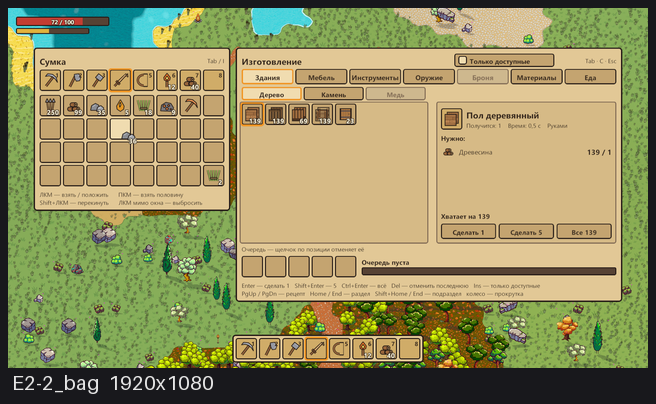 72 / 100
Сумка
Tab / I
Изготовление
Только доступные
Tab · C · Esc
Здания
Мебель
Инструменты
Оружие
Броня
Материалы
Еда
Дерево
Камень
Медь
Пол деревянный
Получится: 1 Время: 0,5 с Руками
Нужно:
Древесина
139 / 1
Хватает на 139
Сделать 1
Сделать 5
Все 139
ЛКМ — взять / положить ПКМ — взять половину
Shift+ЛКМ — перекинуть ЛКМ мимо окна — выбросить
Очередь — щелчок по позиции отменяет её
Очередь пуста
Enter — сделать 1 Shift+Enter — 5 Ctrl+Enter — всё Del — отменить последнюю Ins — только доступные
PgUp / PgDn — рецепт Home / End — раздел Shift+Home / End — подраздел колесо — прокрутка
E2-2_bag 1920x1080